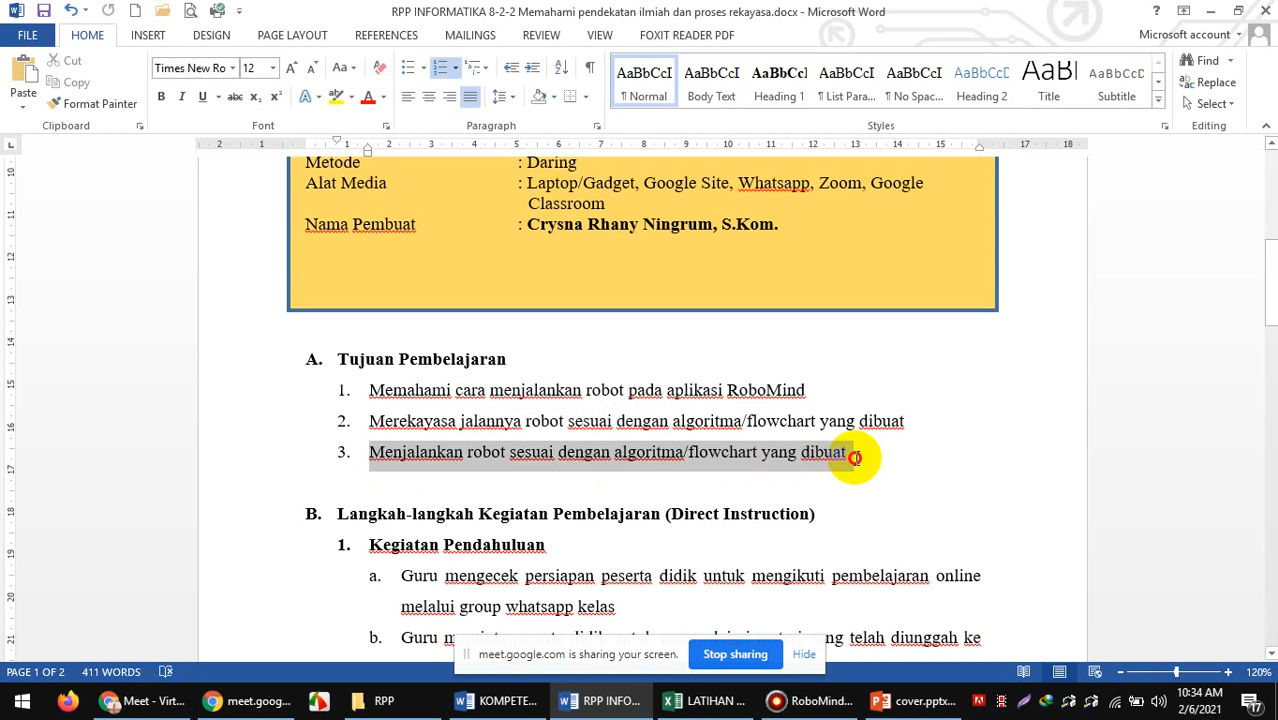 RPP INFORMATIKA 8-2-2 Memahami pendekatan ilmiah dan proses rekayasa.docx - Microsoft Word
FILE HOME INSERT DESIGN PAGE LAYOUT REFERENCES MAILINGS REVIEW VIEW FOXIT READER PDF Microsoft account
Cut
Copy
Paste
Format Painter
Times New Ro 12
AaBbCcI AaBbCcI AaBbCcI AaBbCcI AaBbCcI AaBbCcI AaBl AaBbCcI
¶ Normal Body Text Heading 1 ¶ List Para... ¶ No Spac... Heading 2 Title Subtitle
Find
Replace
Select
Clipboard Font Paragraph Styles Editing
Metode : Daring
Alat Media : Laptop/Gadget, Google Site, Whatsapp, Zoom, Google
Classroom
Nama Pembuat : Crysna Rhany Ningrum, S.Kom.
A. Tujuan Pembelajaran
1. Memahami cara menjalankan robot pada aplikasi RoboMind
2. Merekayasa jalannya robot sesuai dengan algoritma/flowchart yang dibuat
3. Menjalankan robot sesuai dengan algoritma/flowchart yang dibuat
B. Langkah-langkah Kegiatan Pembelajaran (Direct Instruction)
1. Kegiatan Pendahuluan
a. Guru mengecek persiapan peserta didik untuk mengikuti pembelajaran online
melalui group whatsapp kelas
b. Guru telah diunggah ke
meet.google.com is sharing your screen. Stop sharing Hide
PAGE 1 OF 2 411 WORDS 120%
Meet - Virt... meet.goog... RPP KOMPETE... RPP INFO... LATIHAN ... RoboMind... cover.pptx... 10:34 AM
2/6/2021 17